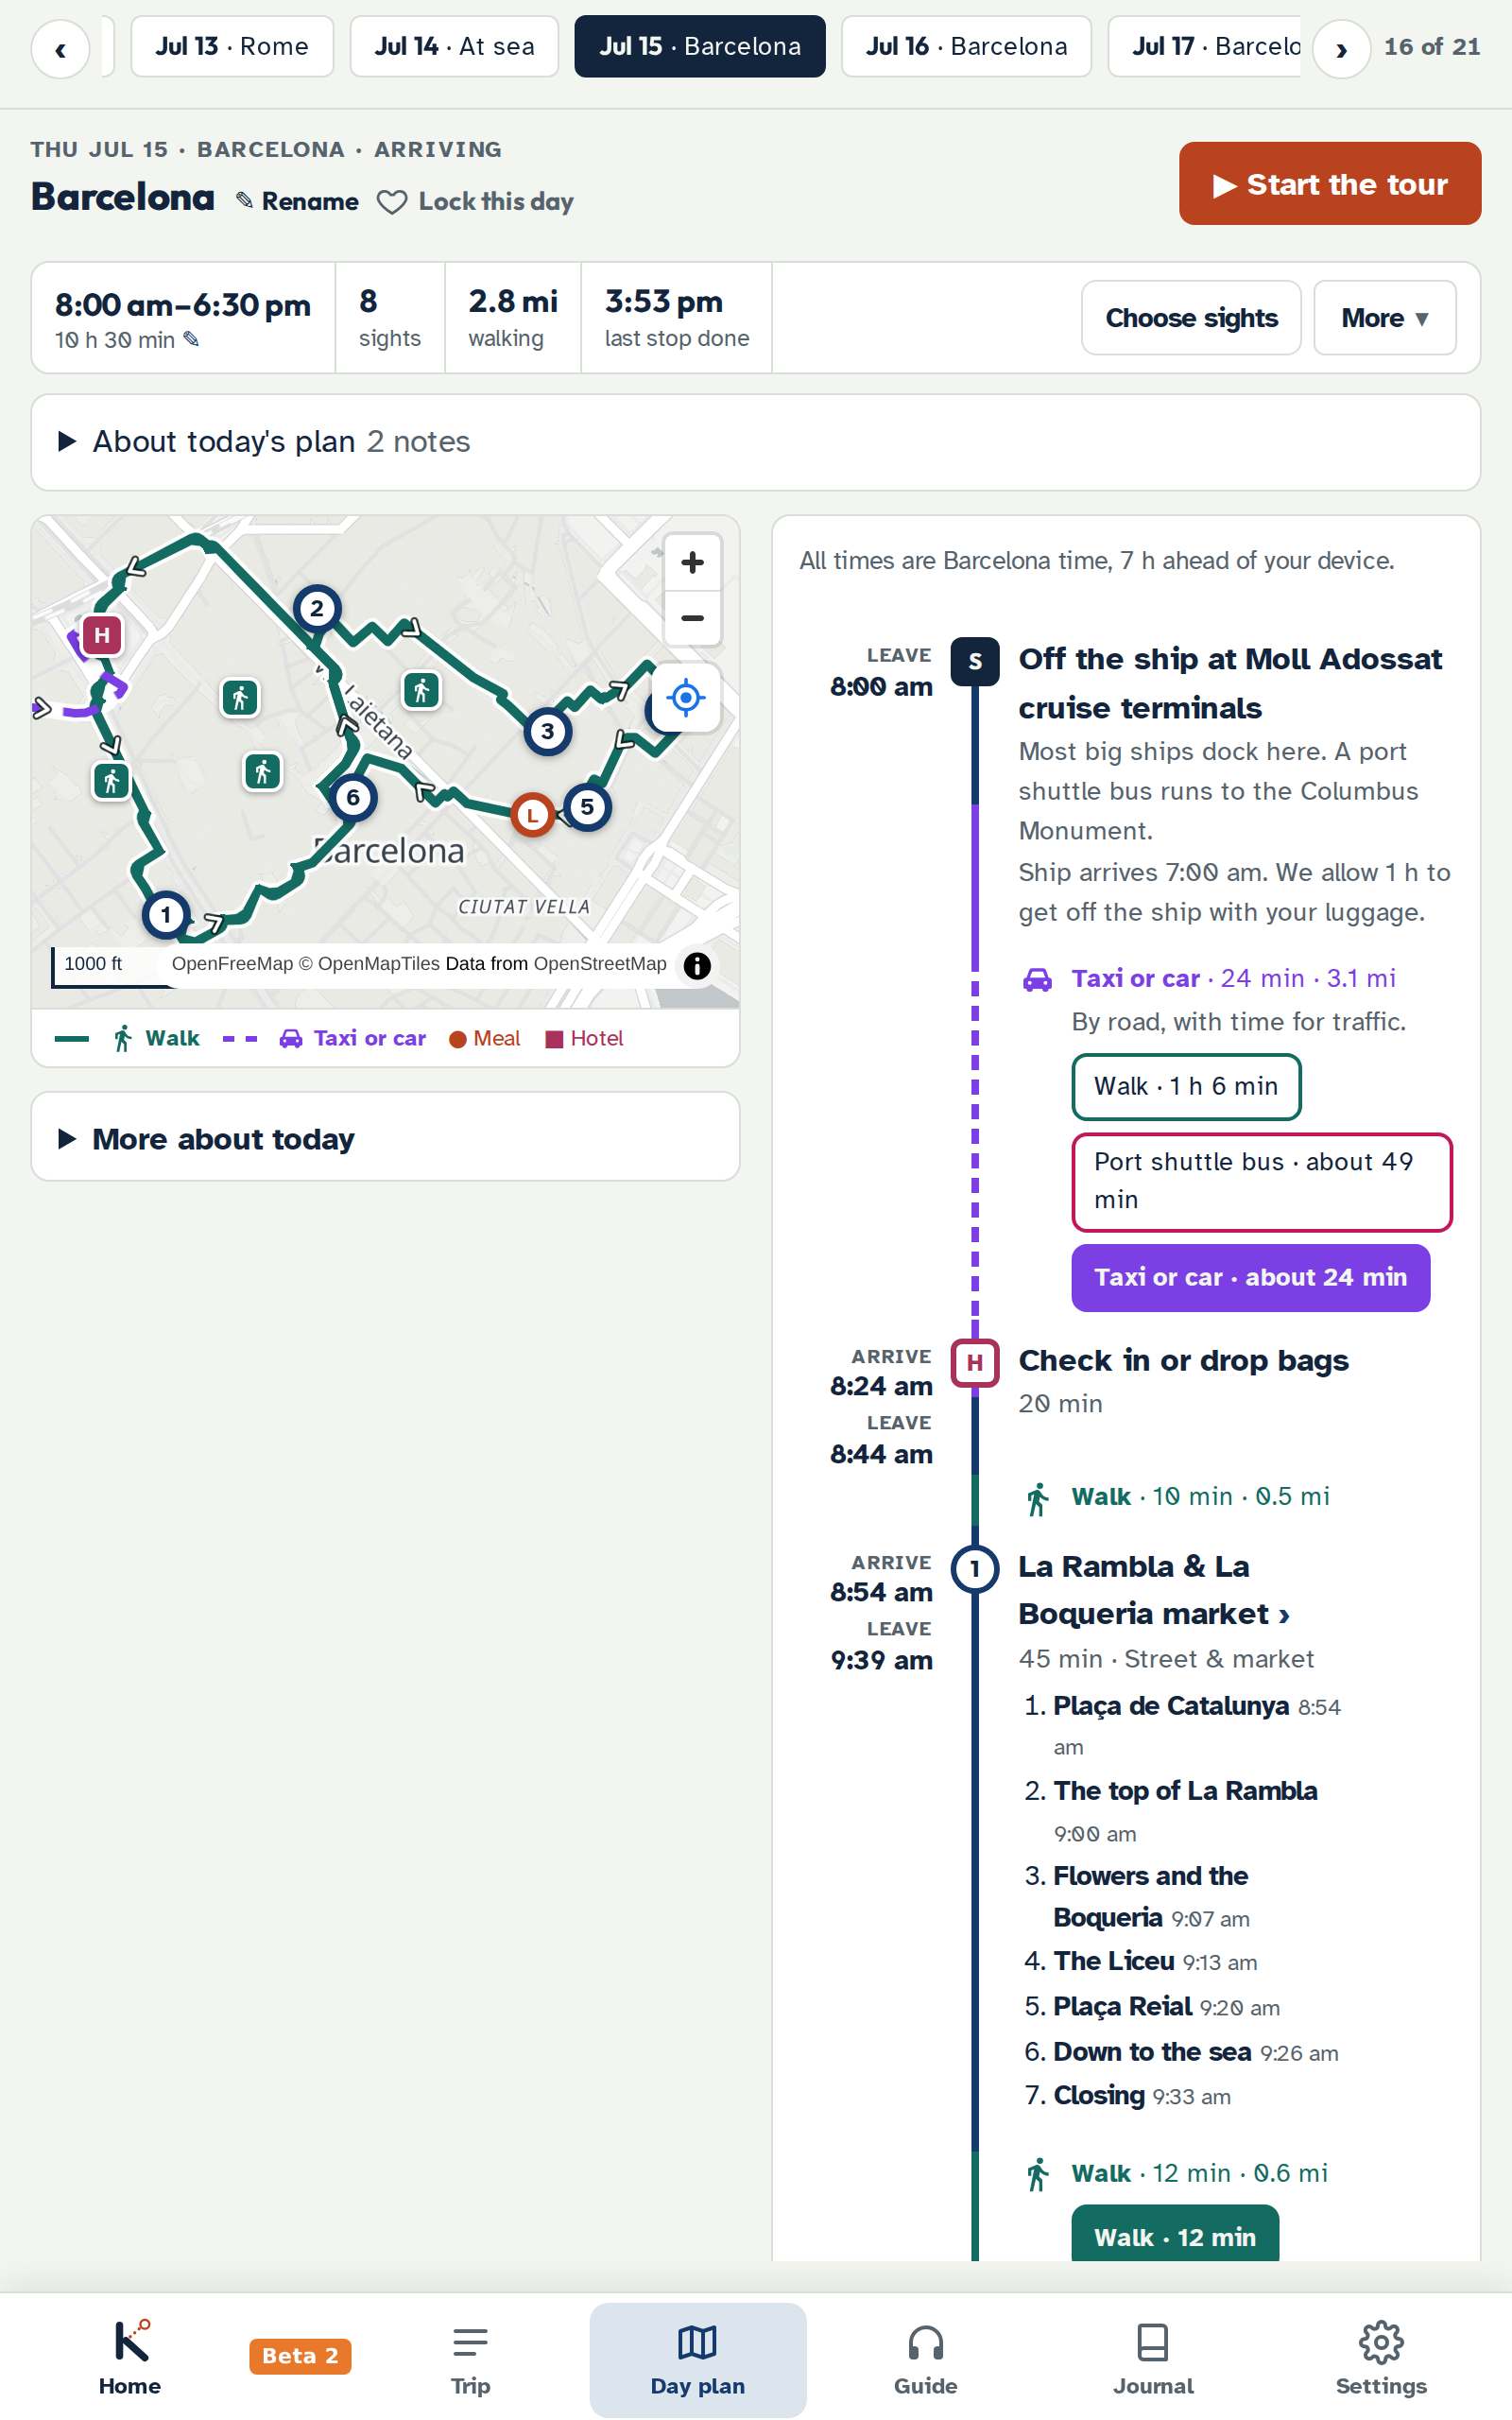 ‹
Jul 13 · Rome
Jul 14 · At sea
Jul 15 · Barcelona
Jul 16 · Barcelona
Jul 17 · Barcelo
›
16 of 21
THU JUL 15 · BARCELONA · ARRIVING
Barcelona
✎ Rename
Lock this day
▶ Start the tour
8:00 am–6:30 pm
10 h 30 min ✎
8
sights
2.8 mi
walking
3:53 pm
last stop done
Choose sights
More ▼
▶ About today's plan 2 notes
2
H
3
6
5
L
1
Laietana
Barcelona
CIUTAT VELLA
+
−
1000 ft
OpenFreeMap © OpenMapTiles Data from OpenStreetMap
Walk
Taxi or car
Meal
Hotel
▶ More about today
All times are Barcelona time, 7 h ahead of your device.
LEAVE
8:00 am
S
Off the ship at Moll Adossat
cruise terminals
Most big ships dock here. A port
shuttle bus runs to the Columbus
Monument.
Ship arrives 7:00 am. We allow 1 h to
get off the ship with your luggage.
Taxi or car · 24 min · 3.1 mi
By road, with time for traffic.
Walk · 1 h 6 min
Port shuttle bus · about 49
min
Taxi or car · about 24 min
ARRIVE
8:24 am
LEAVE
8:44 am
H
Check in or drop bags
20 min
Walk · 10 min · 0.5 mi
ARRIVE
8:54 am
LEAVE
9:39 am
1
La Rambla & La
Boqueria market ›
45 min · Street & market
1. Plaça de Catalunya 8:54
am
2. The top of La Rambla
9:00 am
3. Flowers and the
Boqueria 9:07 am
4. The Liceu 9:13 am
5. Plaça Reial 9:20 am
6. Down to the sea 9:26 am
7. Closing 9:33 am
Walk · 12 min · 0.6 mi
Walk · 12 min
Home
Beta 2
Trip
Day plan
Guide
Journal
Settings